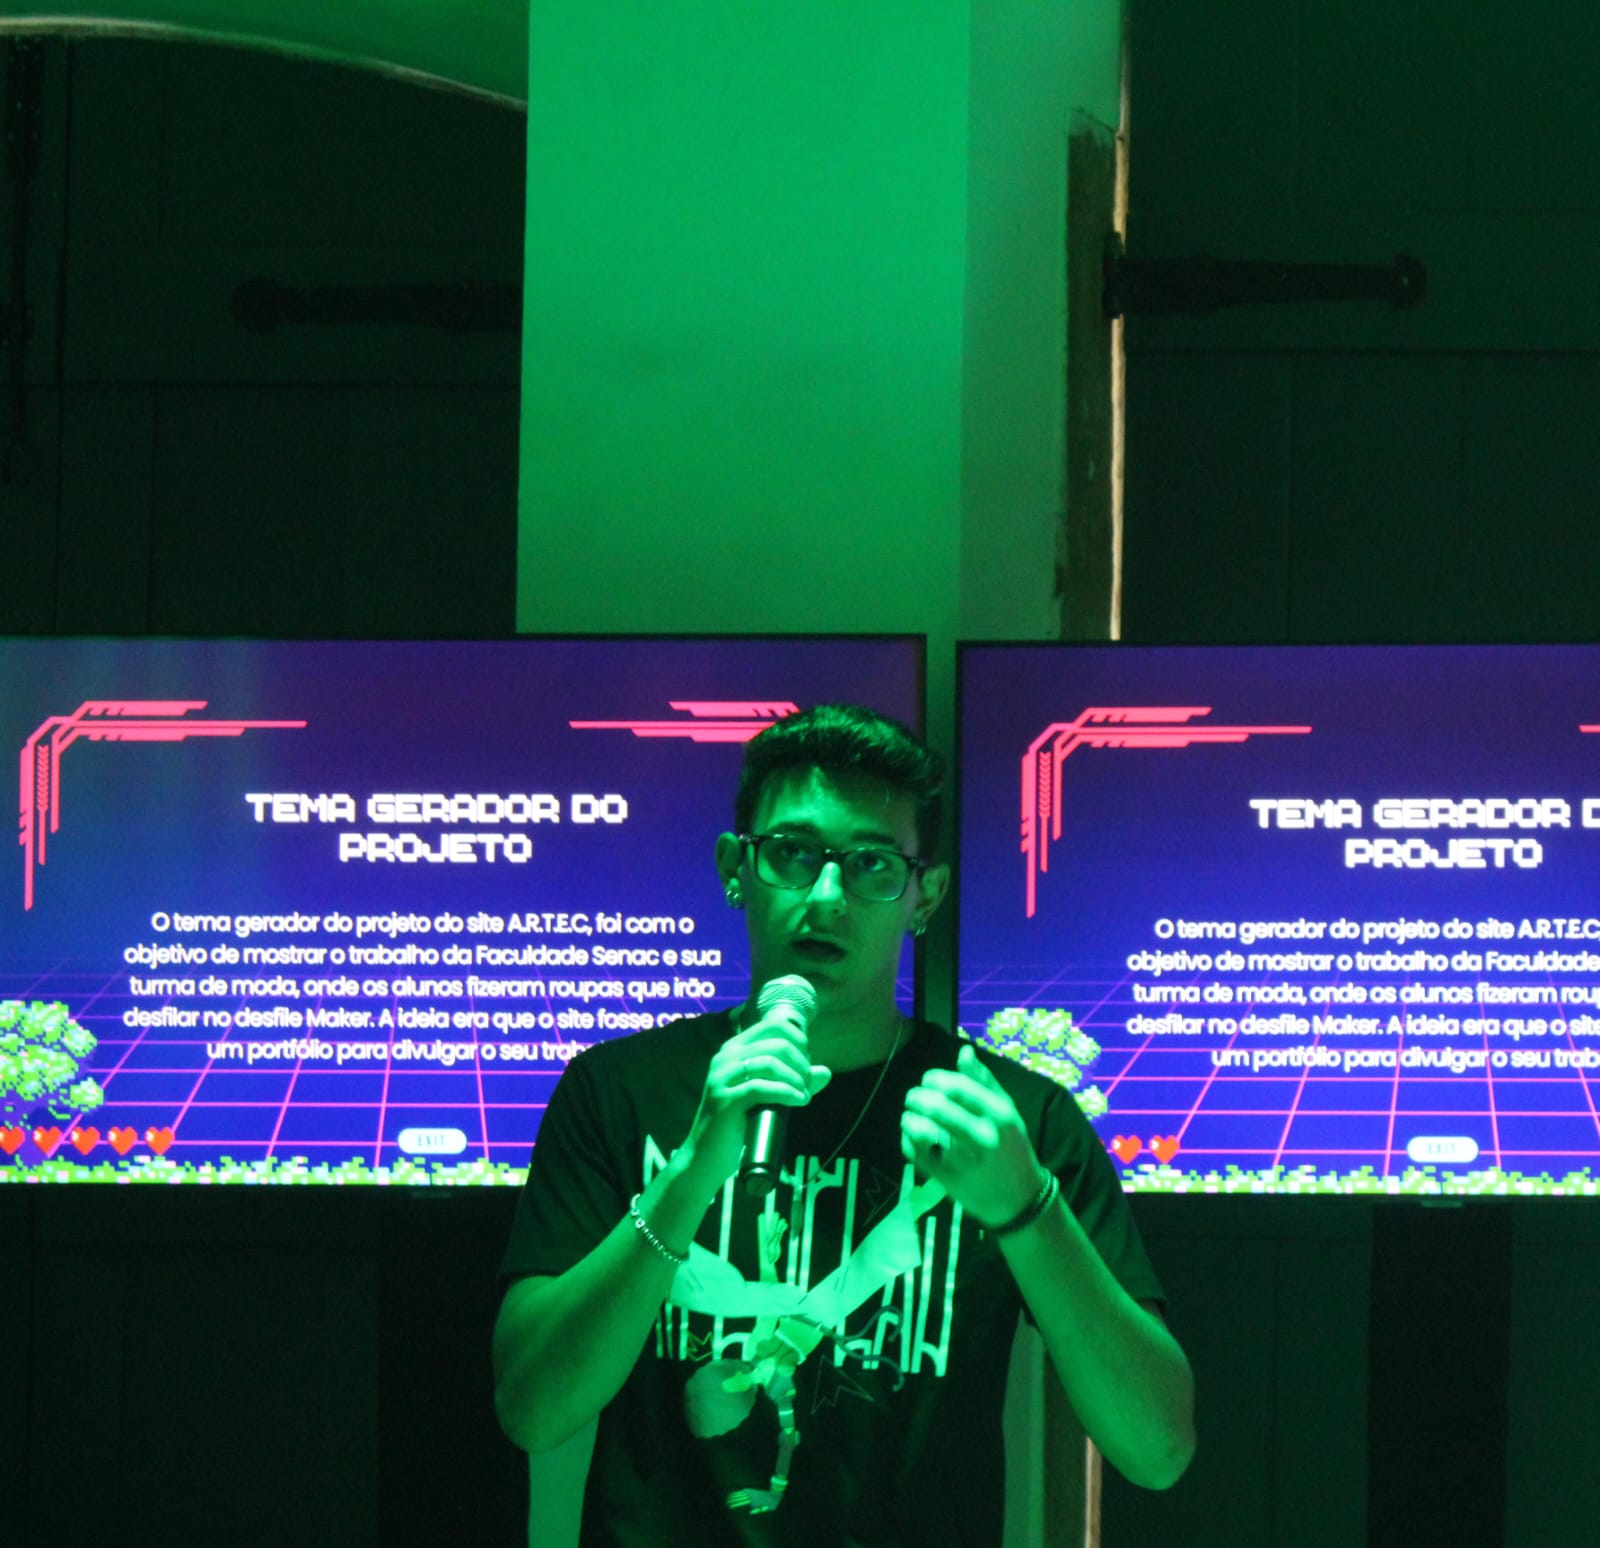 TEMA GERADOR DO
PROJETO
O tema gerador do projeto do site A.R.T.E.C, foi com o
objetivo de mostrar o trabalho da Faculdade Senac e sua
turma de moda, onde os alunos fizeram roupas que irão
desfilar no desfile Maker. A ideia era que o site fosse
um portfólio para divulgar o seu
EXIT
TEMA GERADOR
PROJETO
O tema gerador do projeto do site A.R.T.E.C
objetivo de mostrar o trabalho da Faculdade
turma de moda, onde os alunos fizeram
desfilar no desfile Maker. A ideia era que o site
um portfólio para divulgar o seu
EXIT